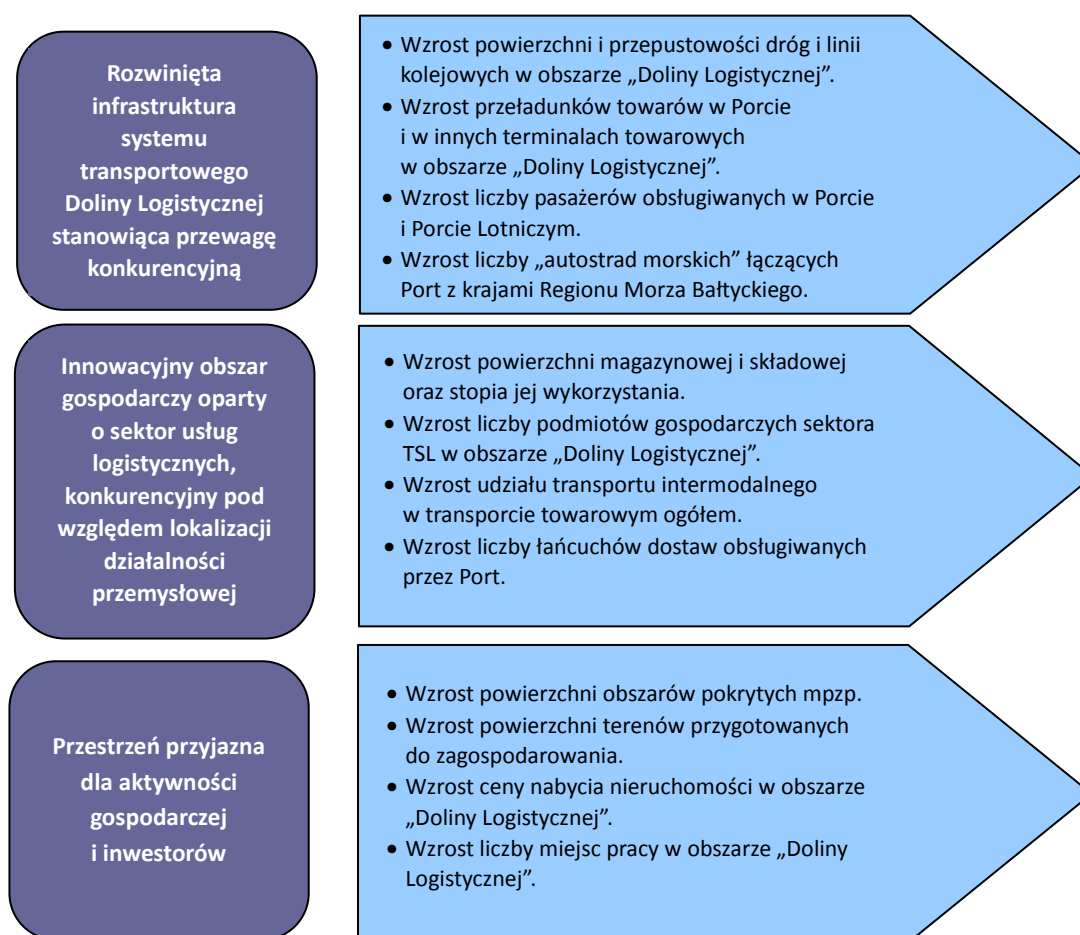 Rozwinięta
infrastruktura
systemu
transportowego
Doliny Logistycznej
stanowiąca przewagę
konkurencyjną
• Wzrost powierzchni i przepustowości dróg i linii
kolejowych w obszarze „Doliny Logistycznej”.
• Wzrost przeładunków towarów w Porcie
i w innych terminalach towarowych
w obszarze „Doliny Logistycznej”.
• Wzrost liczby pasażerów obsługiwanych w Porcie
i Porcie Lotniczym.
• Wzrost liczby „autostrad morskich” łączących
Port z krajami Regionu Morza Bałtyckiego.
Innowacyjny obszar
gospodarczy oparty
o sektor usług
logistycznych,
konkurencyjny pod
względem lokalizacji
działalności
przemysłowej
• Wzrost powierzchni magazynowej i składowej
oraz stopia jej wykorzystania.
• Wzrost liczby podmiotów gospodarczych sektora
TSL w obszarze „Doliny Logistycznej”.
• Wzrost udziału transportu intermodalnego
w transporcie towarowym ogółem.
• Wzrost liczby łańcuchów dostaw obsługiwanych
przez Port.
Przestrzeń przyjazna
dla aktywności
gospodarczej
i inwestorów
• Wzrost powierzchni obszarów pokrytych mpzp.
• Wzrost powierzchni terenów przygotowanych
do zagospodarowania.
• Wzrost ceny nabycia nieruchomości w obszarze
„Doliny Logistycznej”.
• Wzrost liczby miejsc pracy w obszarze „Doliny
Logistycznej”.